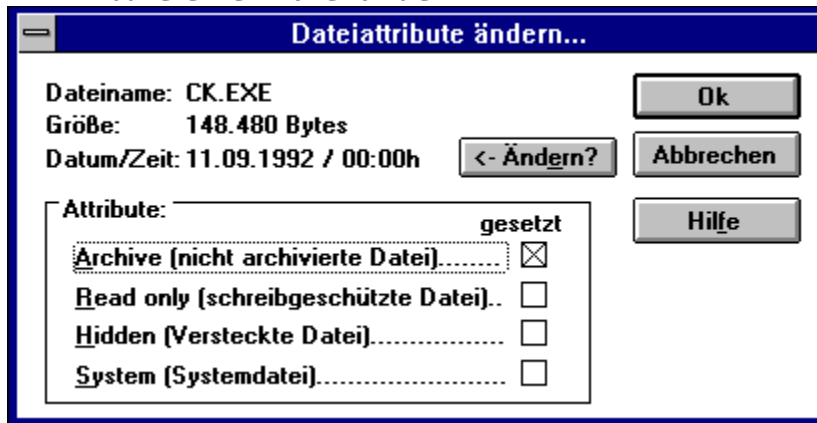 Dateiattribute ändern...
Dateiname: CK.EXE
Größe: 148.480 Bytes
Datum/Zeit: 11.09.1992 / 00:00h
<- Ändern?
Ok
Abbrechen
Hilfe
Attribute:
gesetzt
Archive (nicht archivierte Datei)........
Read only (schreibgeschützte Datei)..
Hidden (Versteckte Datei)..................
System (Systemdatei).........................